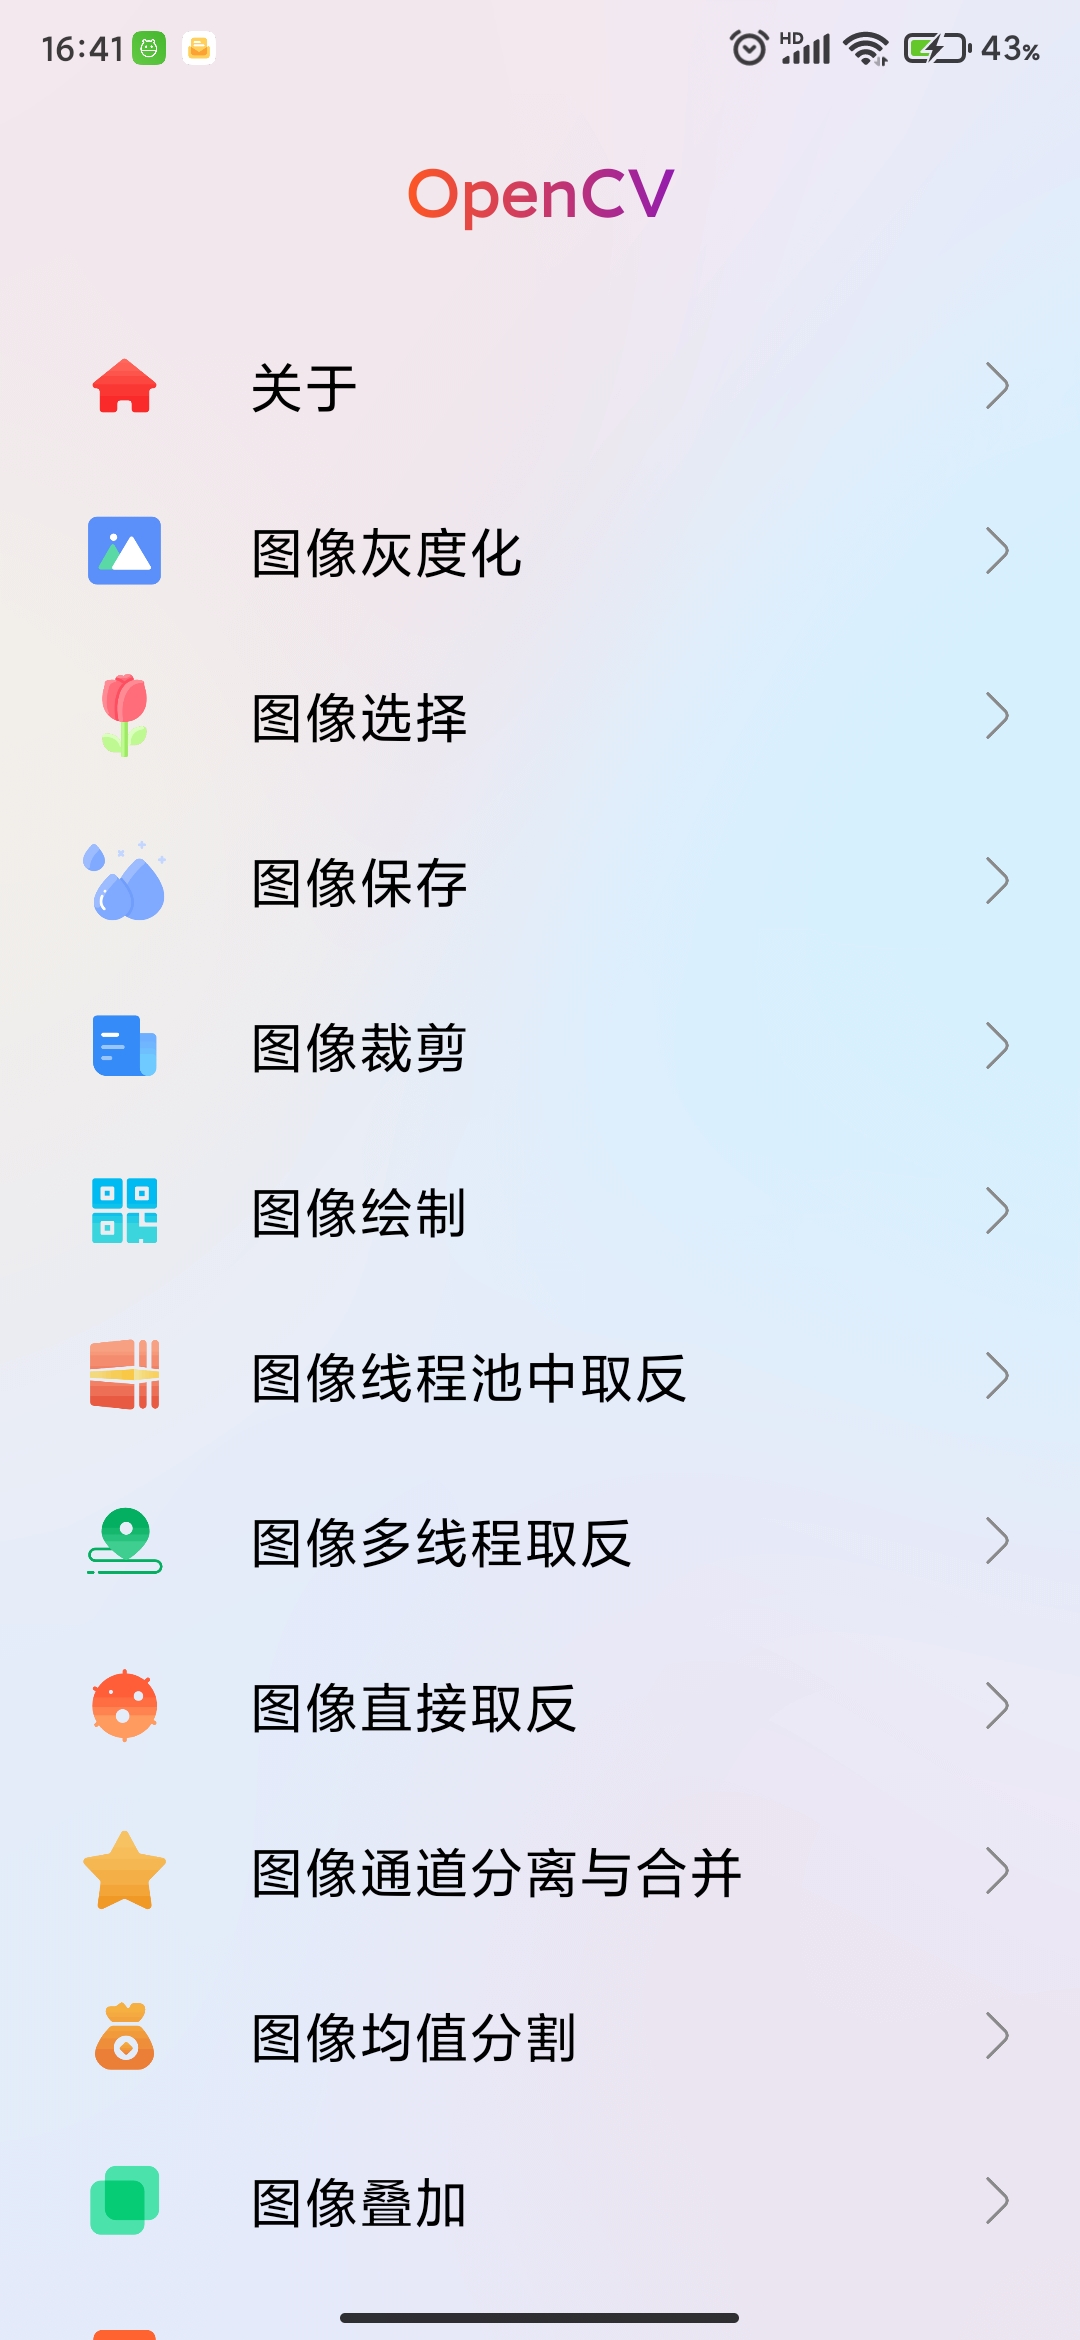 16:41
HD
43%
OpenCV
关于
图像灰度化
图像选择
图像保存
图像裁剪
图像绘制
图像线程池中取反
图像多线程取反
图像直接取反
图像通道分离与合并
图像均值分割
图像叠加